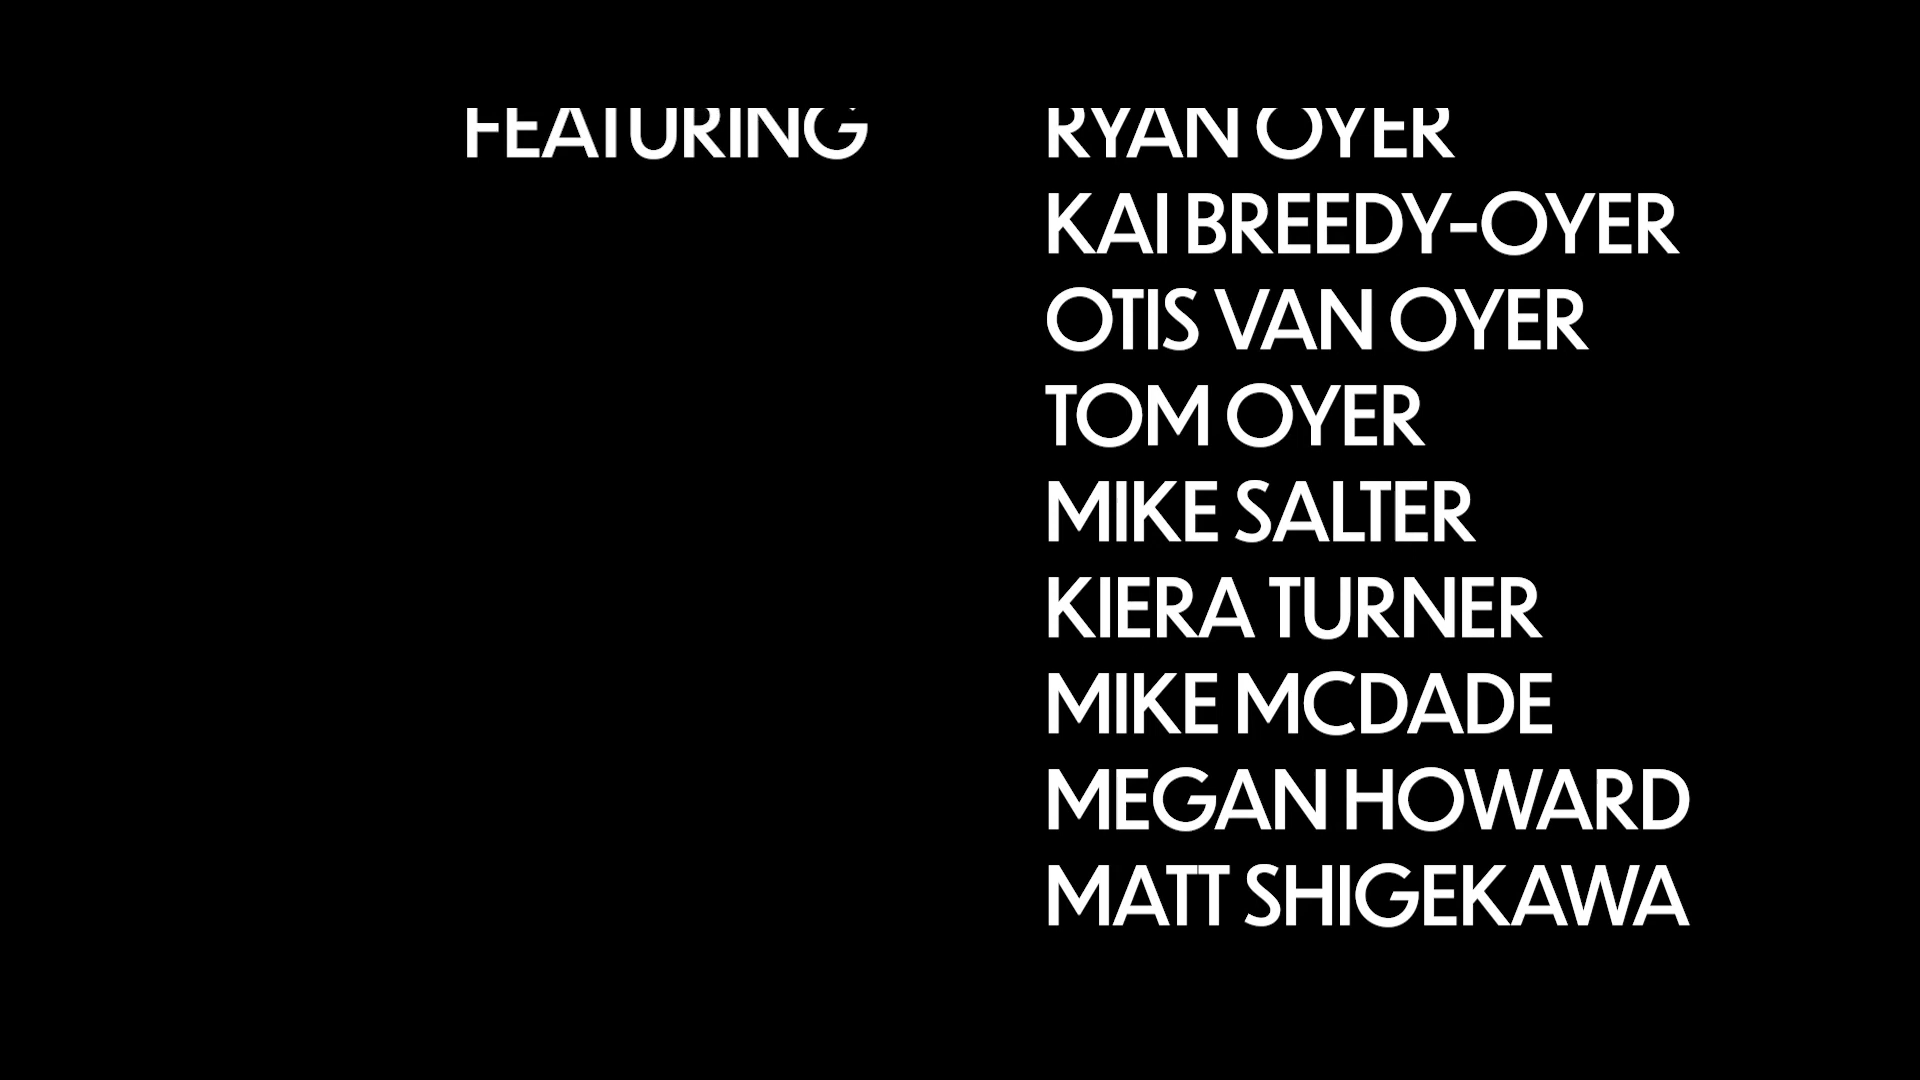 FEATURING RYAN OYER
KAI BREEDY-OYER
OTIS VAN OYER
TOM OYER
MIKE SALTER
KIERA TURNER
MIKE MCDADE
MEGAN HOWARD
MATT SHIGEKAWA